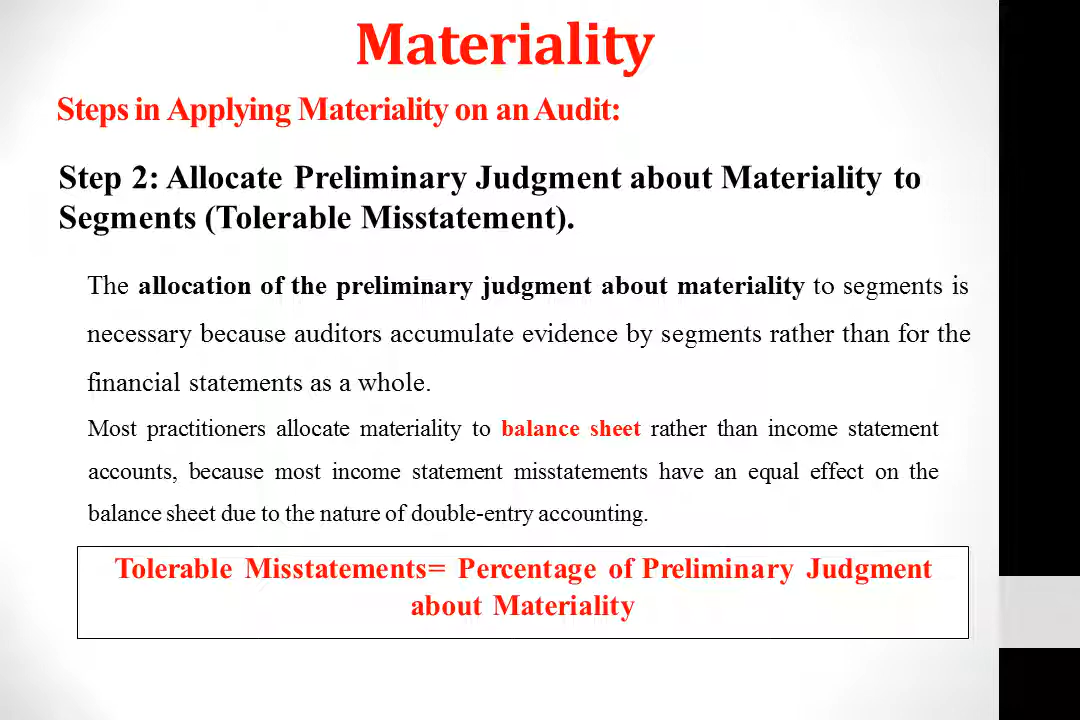 Materiality
Steps in Applying Materiality on an Audit:
Step 2: Allocate Preliminary Judgment about Materiality to
Segments (Tolerable Misstatement).
The allocation of the preliminary judgment about materiality to segments is
necessary because auditors accumulate evidence by segments rather than for the
financial statements as a whole.
Most practitioners allocate materiality to balance sheet rather than income statement
accounts, because most income statement misstatements have an equal effect on the
balance sheet due to the nature of double-entry accounting.
Tolerable Misstatements= Percentage of Preliminary Judgment
about Materiality